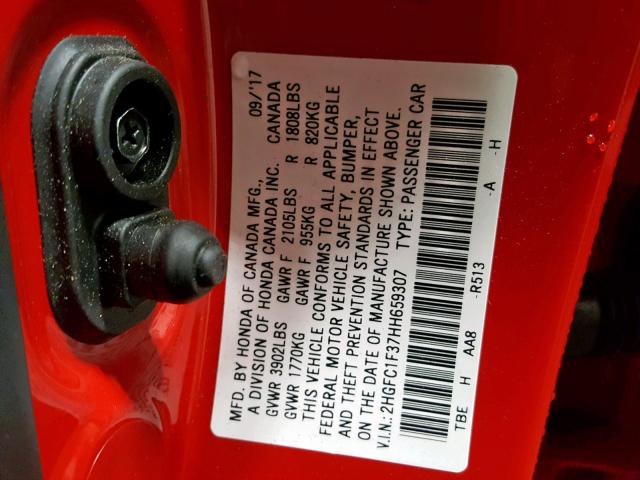 MFD. BY HONDA OF CANADA MFG., 09/'17
A DIVISION OF HONDA CANADA INC. CANADA
GVWR 3902LBS GAWR F 2105LBS R 1808LBS
GVWR 1770KG GAWR F 955KG R 820KG
THIS VEHICLE CONFORMS TO ALL APPLICABLE
FEDERAL MOTOR VEHICLE SAFETY, BUMPER,
AND THEFT PREVENTION STANDARDS IN EFFECT
ON THE DATE OF MANUFACTURE SHOWN ABOVE.
V.I.N.:2HGFC1F37HH659307 TYPE: PASSENGER CAR
TBE H AA8 -R513 -A -H